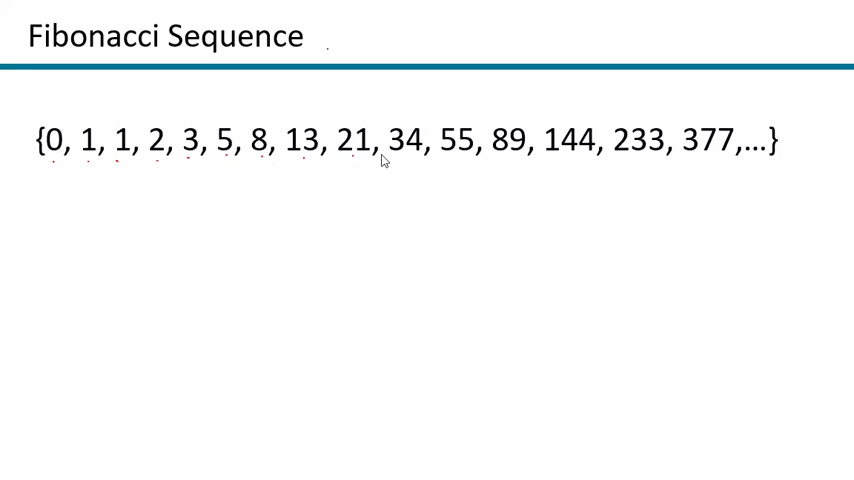 Fibonacci Sequence
{0, 1, 1, 2, 3, 5, 8, 13, 21, 34, 55, 89, 144, 233, 377,...}